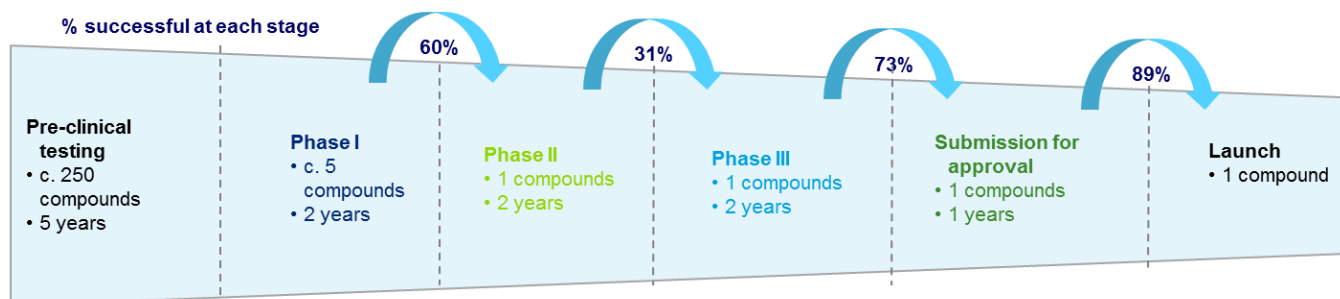 % successful at each stage
60%
31%
73%
89%
Pre-clinical
testing
• c. 250
compounds
• 5 years
Phase I
• c. 5
compounds
• 2 years
Phase II
• 1 compounds
• 2 years
Phase III
• 1 compounds
• 2 years
Submission for
approval
• 1 compounds
• 1 years
Launch
• 1 compound